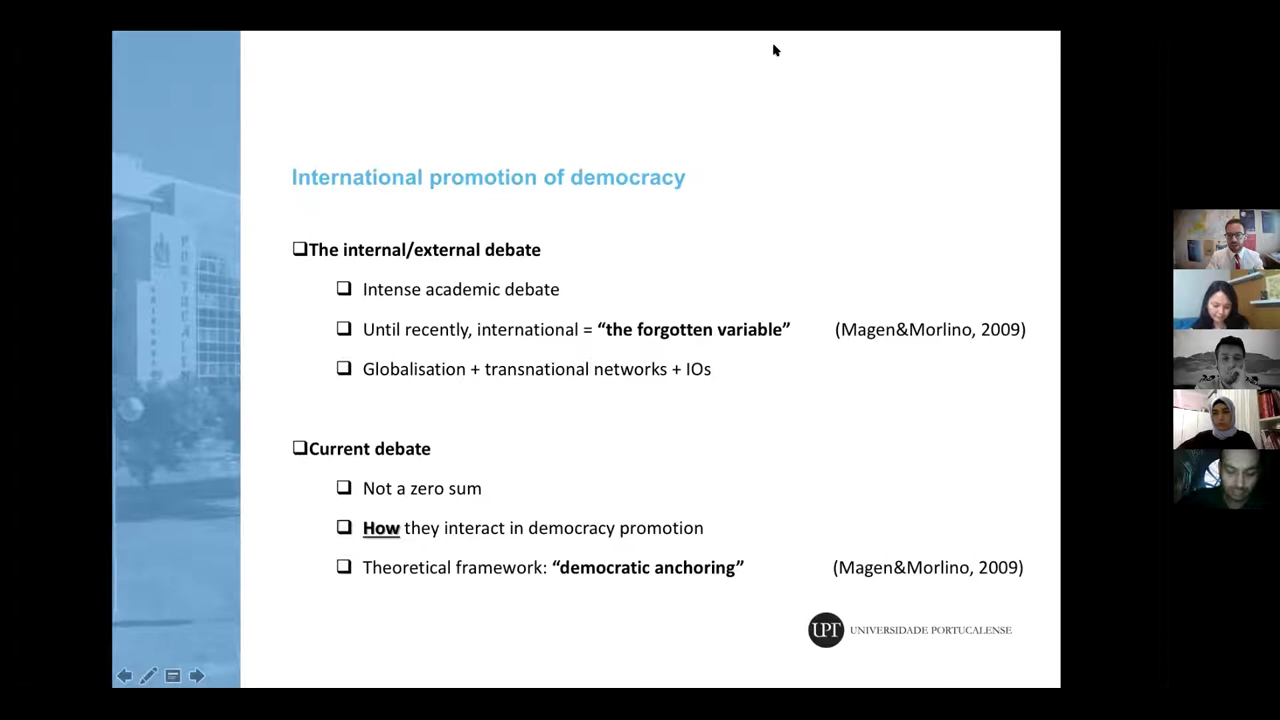 International promotion of democracy
The internal/external debate
Intense academic debate
Until recently, international = “the forgotten variable” (Magen&Morlino, 2009)
Globalisation + transnational networks + IOs
Current debate
Not a zero sum
How they interact in democracy promotion
Theoretical framework: “democratic anchoring” (Magen&Morlino, 2009)
UPT UNIVERSIDADE PORTUCALENSE